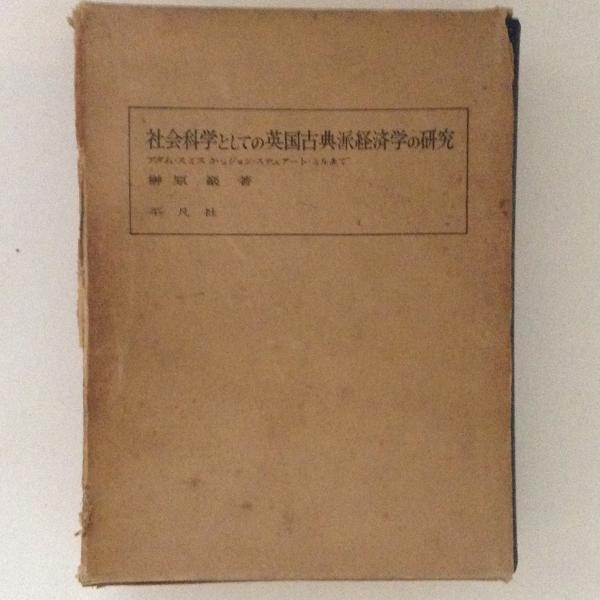 社会科学としての英国古典派経済学の研究
アダム・スミスからジョン・ステュアート・ミルまで
榊原 巌 著
平凡社